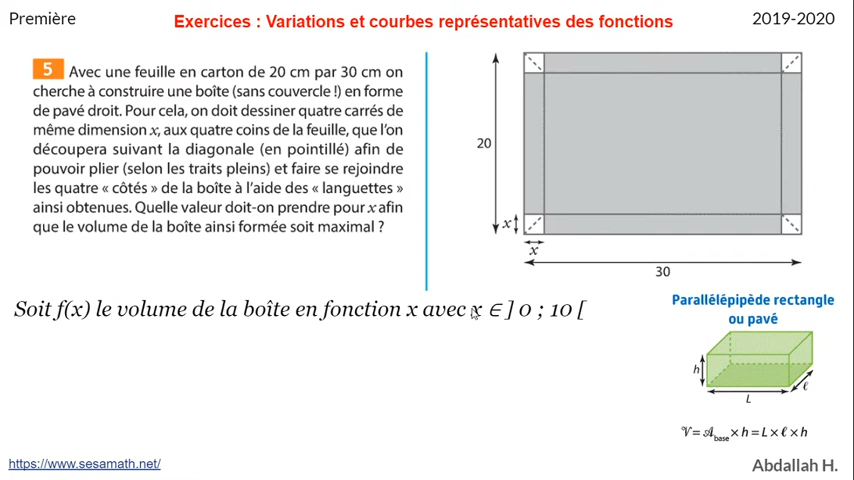 Première
Exercices : Variations et courbes représentatives des fonctions
2019-2020
5 Avec une feuille en carton de 20 cm par 30 cm on
cherche à construire une boîte (sans couvercle !) en forme
de pavé droit. Pour cela, on doit dessiner quatre carrés de
même dimension x, aux quatre coins de la feuille, que l'on
découpera suivant la diagonale (en pointillé) afin de
pouvoir plier (selon les traits pleins) et faire se rejoindre
les quatre « côtés » de la boîte à l'aide des « languettes »
ainsi obtenues. Quelle valeur doit-on prendre pour x afin
que le volume de la boîte ainsi formée soit maximal ?
20
x
x
30
Soit f(x) le volume de la boîte en fonction x avec x ∈ ] 0 ; 10 [
Parallélépipède rectangle
ou pavé
h
ℓ
L
𝒱 = 𝒜base × h = L × ℓ × h
https://www.sesamath.net/
Abdallah H.